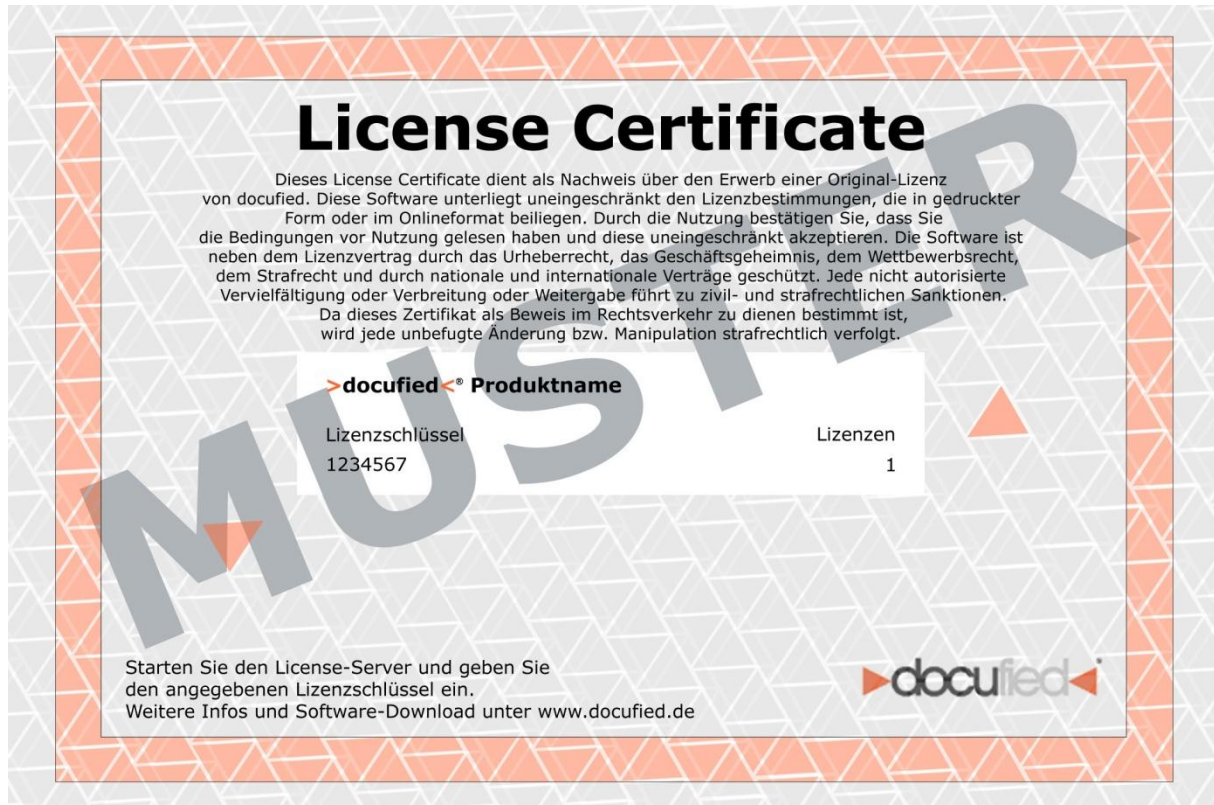 License Certificate
Dieses License Certificate dient als Nachweis über den Erwerb einer Original-Lizenz
von docufied. Diese Software unterliegt uneingeschränkt den Lizenzbestimmungen, die in gedruckter
Form oder im Onlineformat beiliegen. Durch die Nutzung bestätigen Sie, dass Sie
die Bedingungen vor Nutzung gelesen haben und diese uneingeschränkt akzeptieren. Die Software ist
neben dem Lizenzvertrag durch das Urheberrecht, das Geschäftsgeheimnis, dem Wettbewerbsrecht,
dem Strafrecht und durch nationale und internationale Verträge geschützt. Jede nicht autorisierte
Vervielfältigung oder Verbreitung oder Weitergabe führt zu zivil- und strafrechtlichen Sanktionen.
Da dieses Zertifikat als Beweis im Rechtsverkehr zu dienen bestimmt ist,
wird jede unbefugte Änderung bzw. Manipulation strafrechtlich verfolgt.
MUSTER
>docufied<® Produktname
Lizenzschlüssel Lizenzen
1234567 1
Starten Sie den License-Server und geben Sie
den angegebenen Lizenzschlüssel ein.
Weitere Infos und Software-Download unter www.docufied.de
docufied